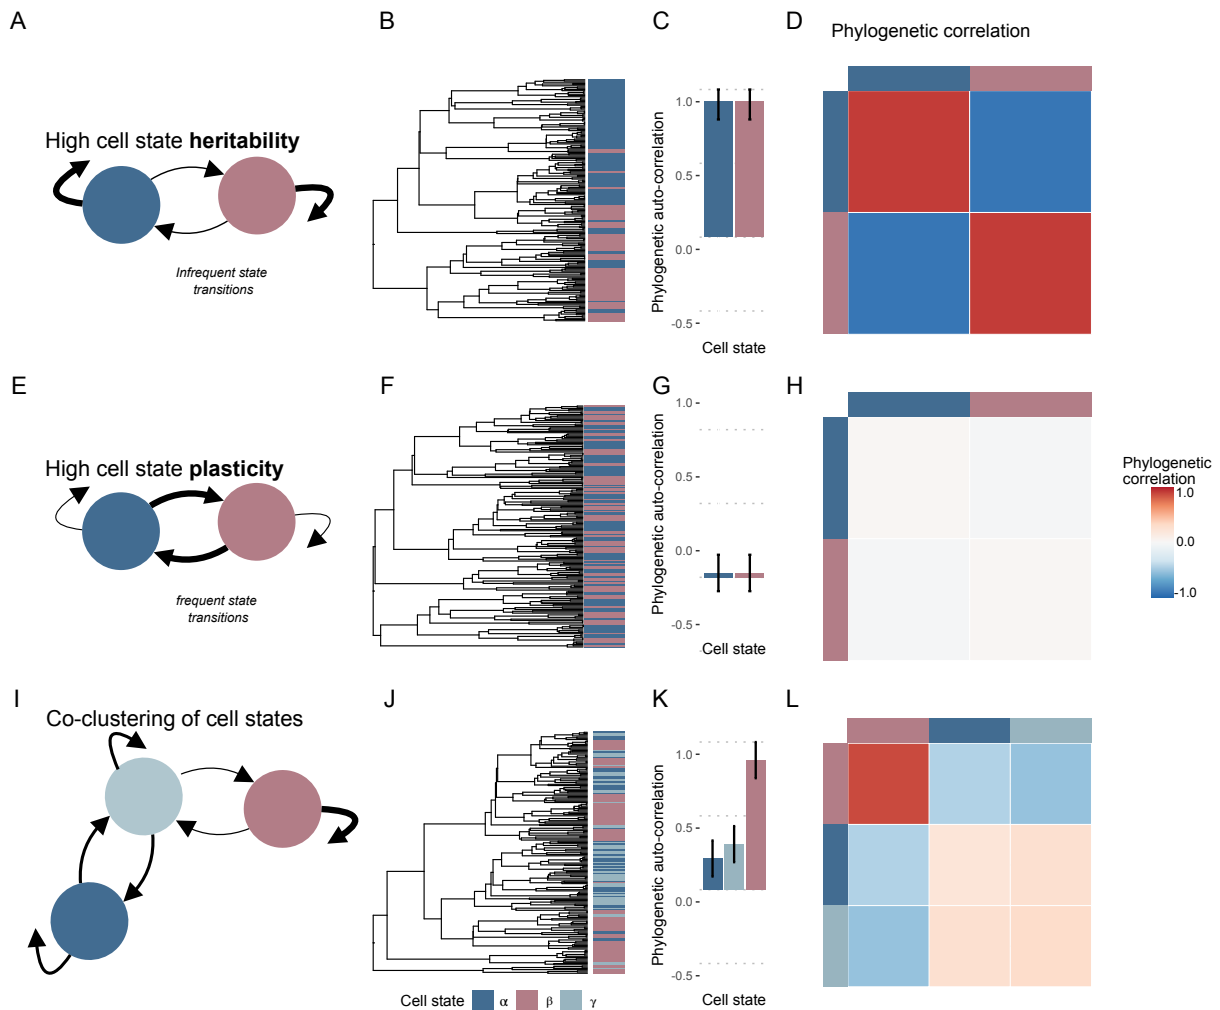 A
B
C
D
Phylogenetic correlation
High cell state heritability
Infrequent state
transitions
Phylogenetic auto-correlation
1.0
0.5
0.0
-0.5
Cell state
E
F
G
H
High cell state plasticity
frequent state
transitions
Phylogenetic auto-correlation
1.0
0.5
0.0
-0.5
Cell state
Phylogenetic
correlation
1.0
0.0
-1.0
I
J
K
L
Co-clustering of cell states
Phylogenetic auto-correlation
1.0
0.5
0.0
-0.5
Cell state
Cell state α β γ